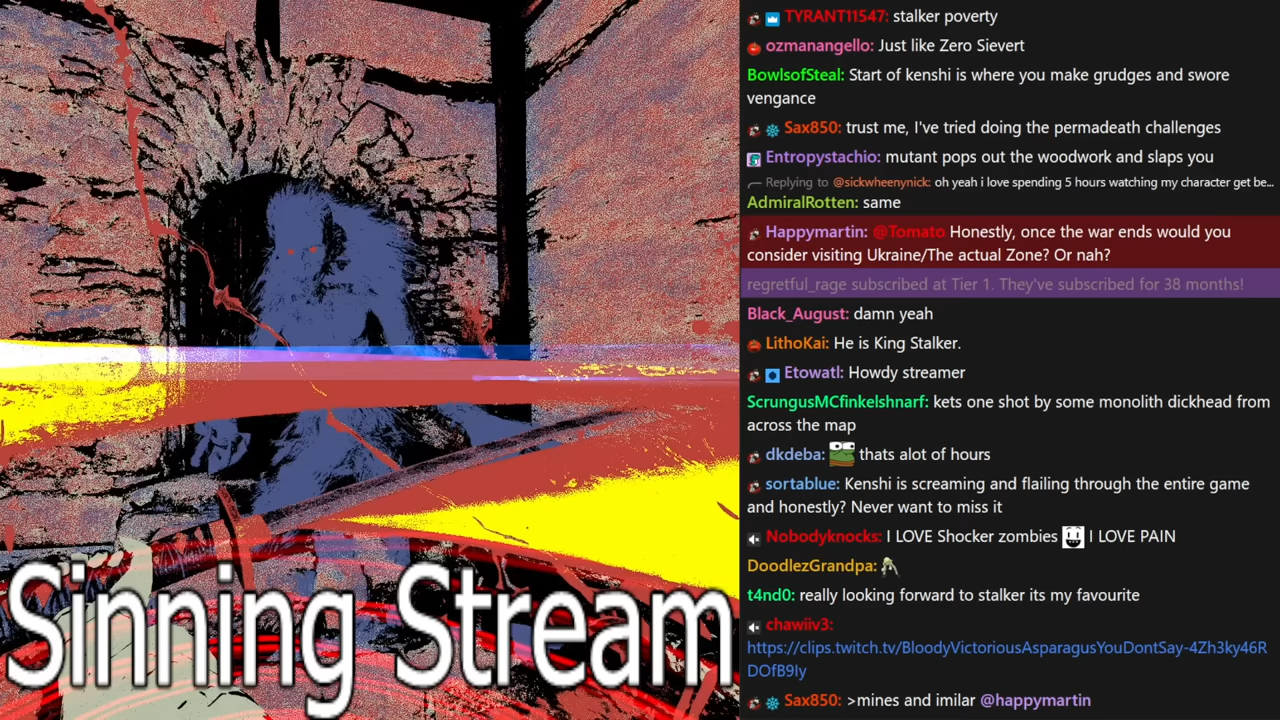 TYRANT11547: stalker poverty
ozmanangello: Just like Zero Sievert
BowlsofSteal: Start of kenshi is where you make grudges and swore
vengance
Sax850: trust me, I've tried doing the permadeath challenges
Entropystachio: mutant pops out the woodwork and slaps you
Replying to @sickwheenynick: oh yeah i love spending 5 hours watching my character get be...
AdmiralRotten: same
Happymartin: @Tomato Honestly, once the war ends would you
consider visiting Ukraine/The actual Zone? Or nah?
regretful_rage subscribed at Tier 1. They've subscribed for 38 months!
Black_August: damn yeah
LithoKai: He is King Stalker.
Etowatl: Howdy streamer
ScrungusMCfinkelshnarf: kets one shot by some monolith dickhead from
across the map
dkdeba: thats alot of hours
sortablue: Kenshi is screaming and flailing through the entire game
and honestly? Never want to miss it
Nobodyknocks: I LOVE Shocker zombies I LOVE PAIN
DoodlezGrandpa:
t4nd0: really looking forward to stalker its my favourite
chawiiv3:
https://clips.twitch.tv/BloodyVictoriousAsparagusYouDontSay-4Zh3ky46R
DOfB9Iy
Sax850: >mines and imilar @happymartin
Sinning Stream